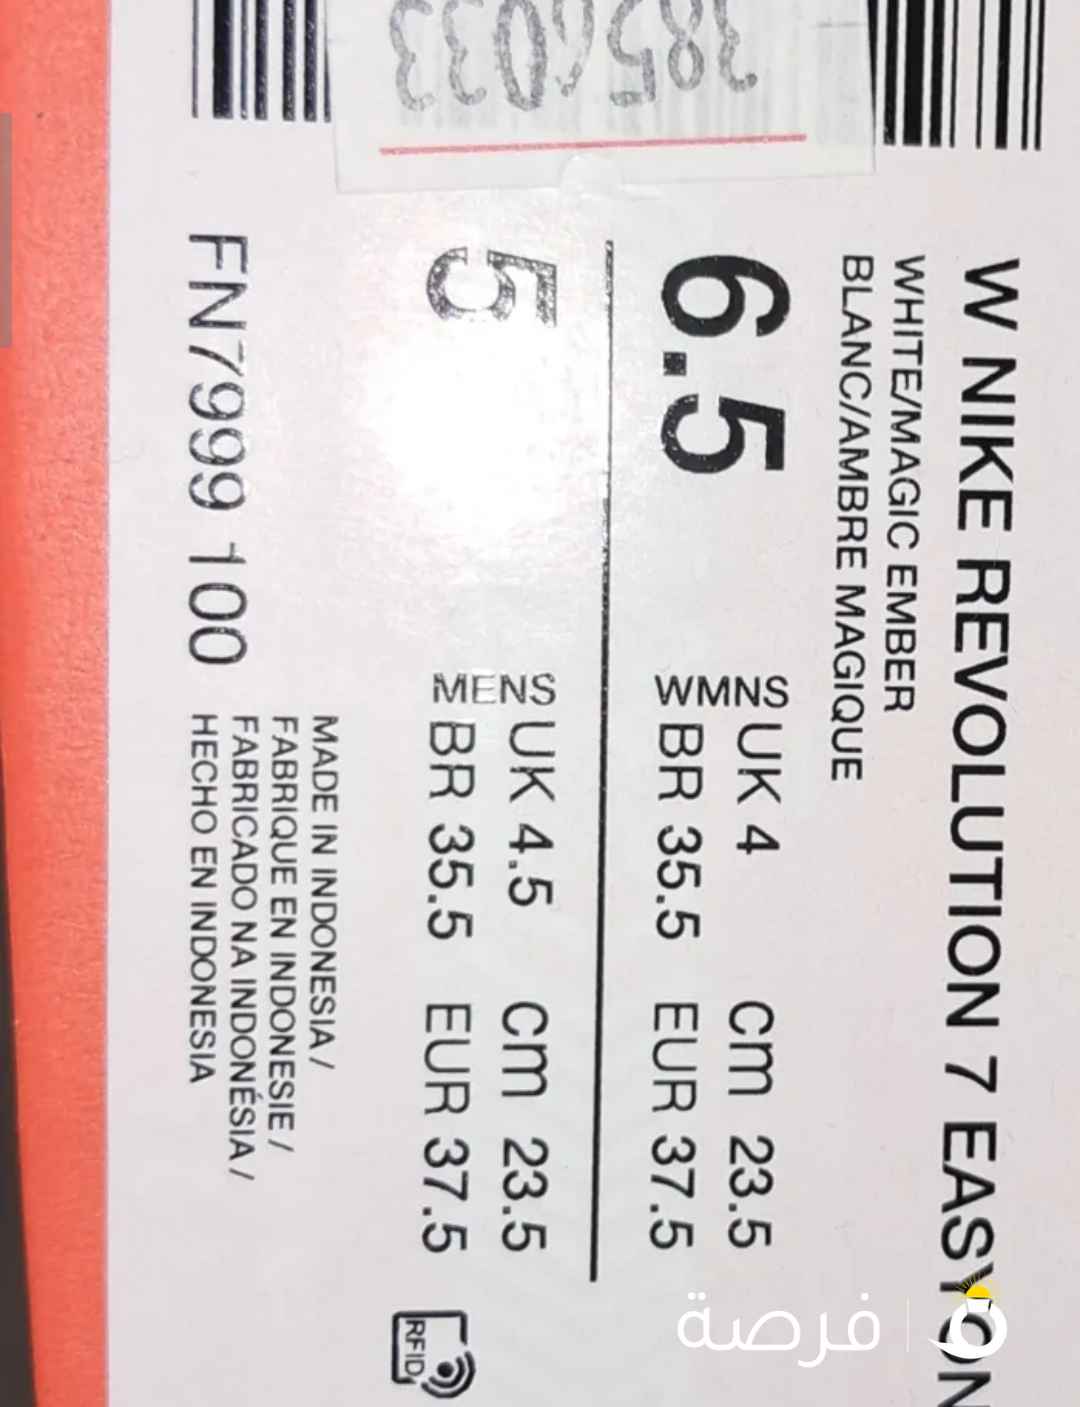 W NIKE REVOLUTION 7 EASYON
WHITE/MAGIC EMBER
BLANC/AMBRE MAGIQUE
6.5
WMNS
UK 4 Cm 23.5
BR 35.5 EUR 37.5
5
MENS
UK 4.5 Cm 23.5
BR 35.5 EUR 37.5
FN7999 100
MADE IN INDONESIA /
FABRIQUE EN INDONESIE /
FABRICADO NA INDONÉSIA /
HECHO EN INDONESIA
RFID
فرصة